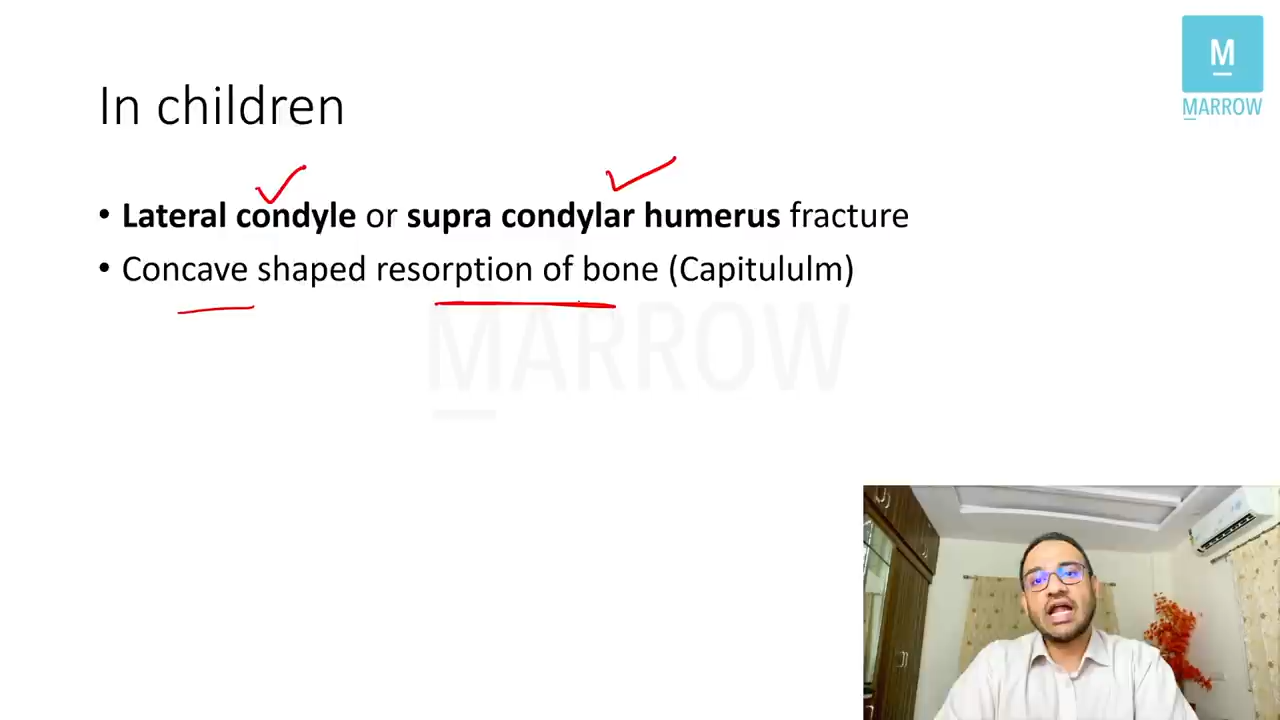 M
MARROW
In children
• Lateral condyle or supra condylar humerus fracture
• Concave shaped resorption of bone (Capitululm)
MARROW